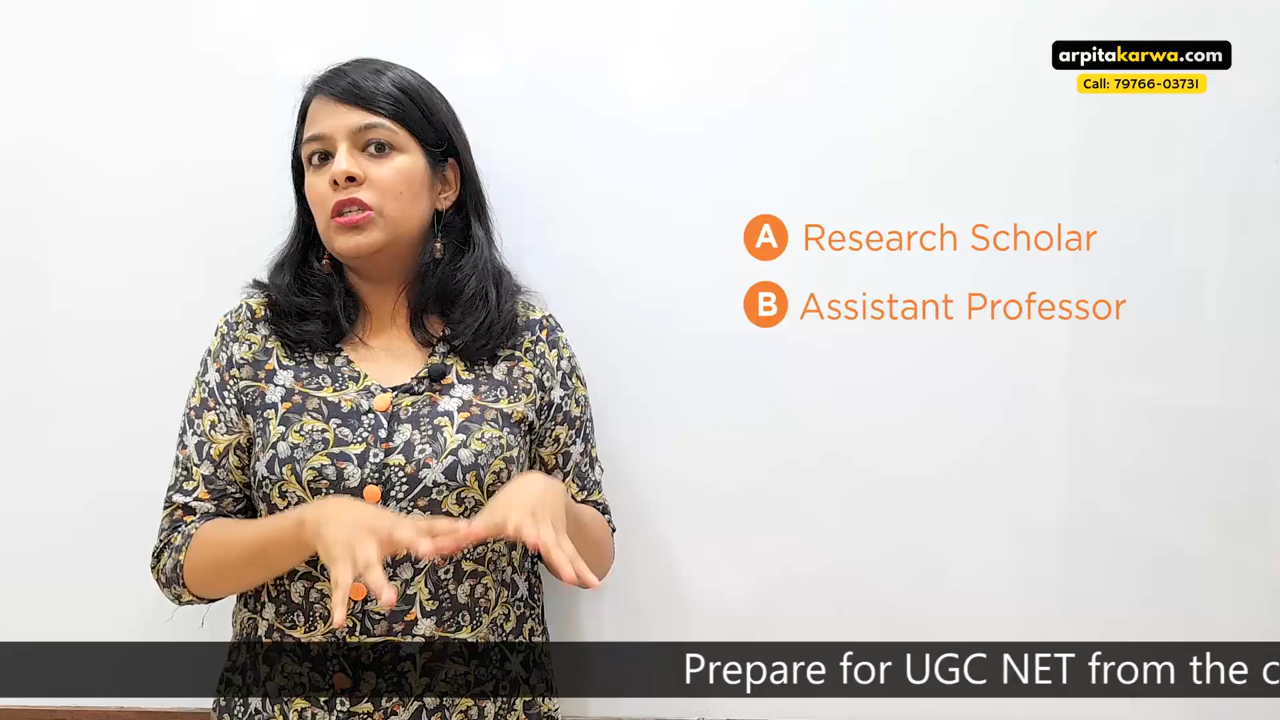 arpitakarwa.com
Call: 79766-03731
A Research Scholar
B Assistant Professor
Prepare for UGC NET from the